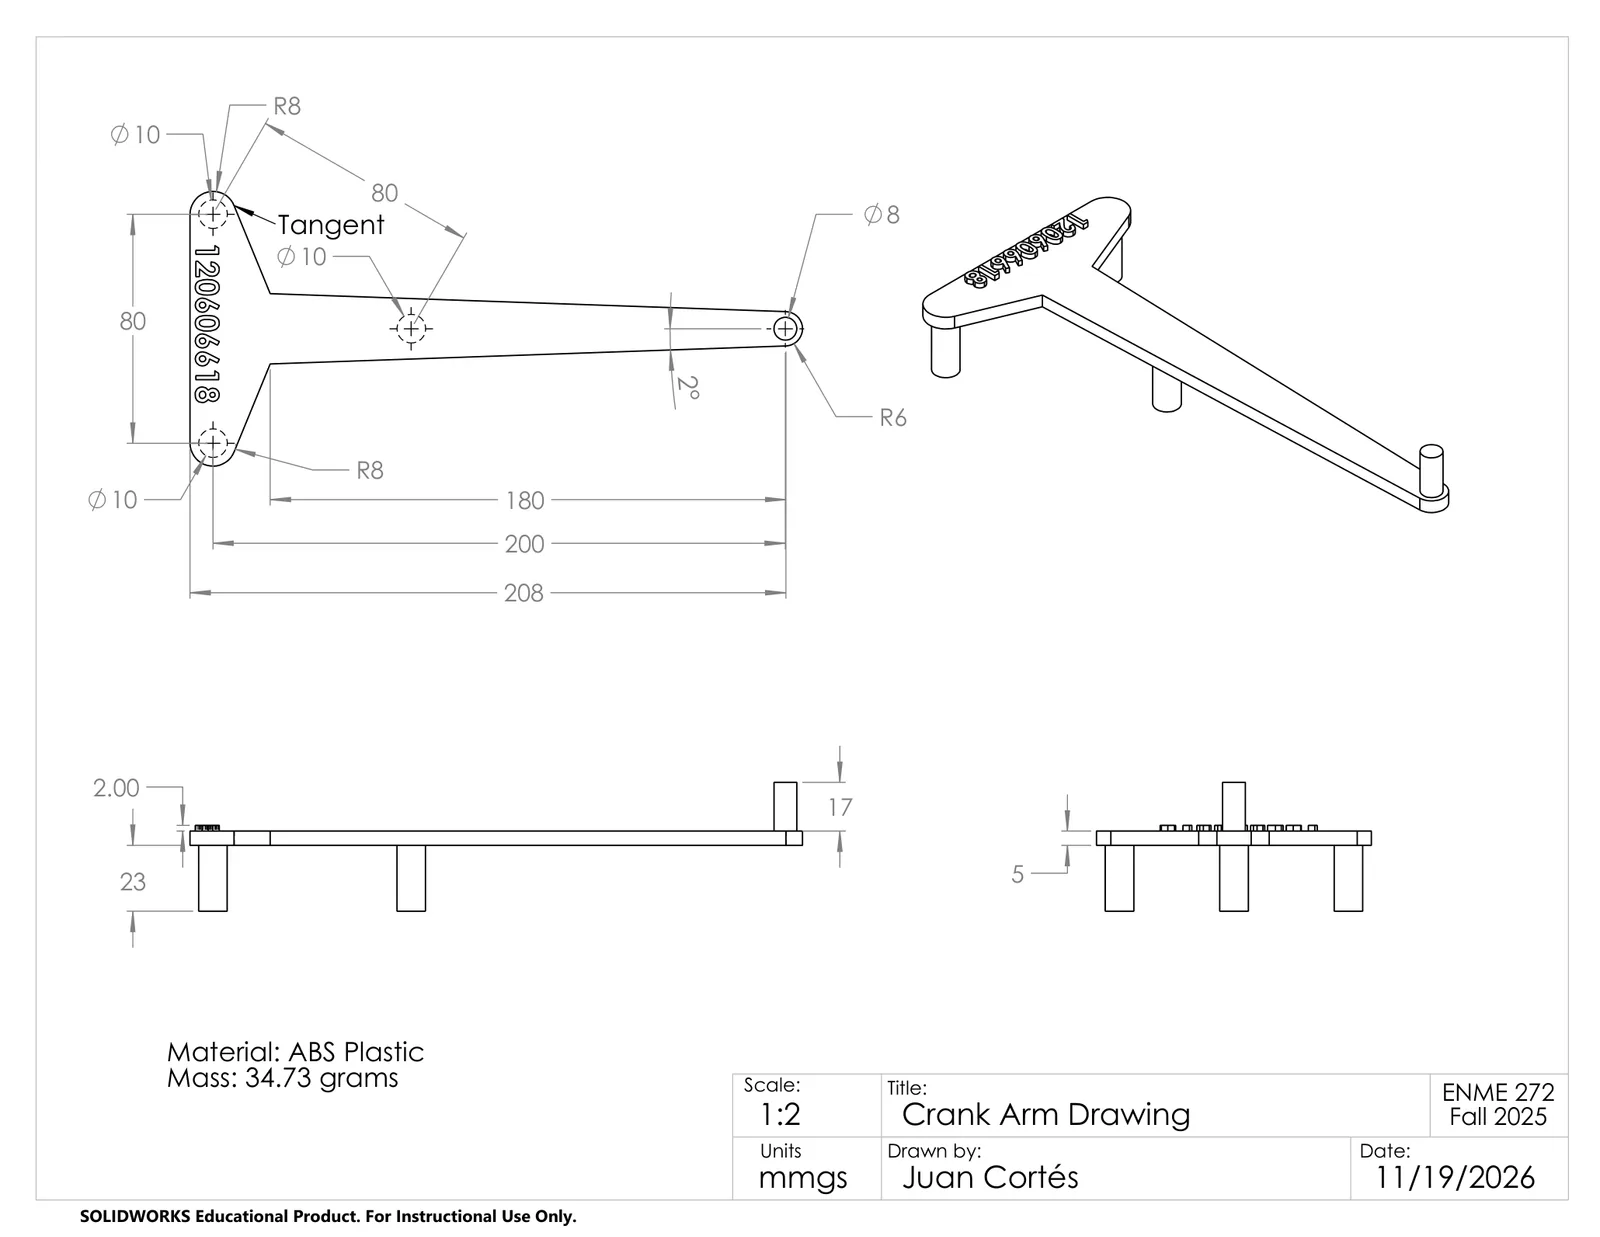 R8
⌀10
80
Tangent
⌀10
⌀8
120606618
80
2°
R6
R8
⌀10
180
200
208
120606618
2.00
17
23
5
Material: ABS Plastic
Mass: 34.73 grams
Scale:
1:2
Title:
Crank Arm Drawing
ENME 272
Fall 2025
Units
mmgs
Drawn by:
Juan Cortés
Date:
11/19/2026
SOLIDWORKS Educational Product. For Instructional Use Only.